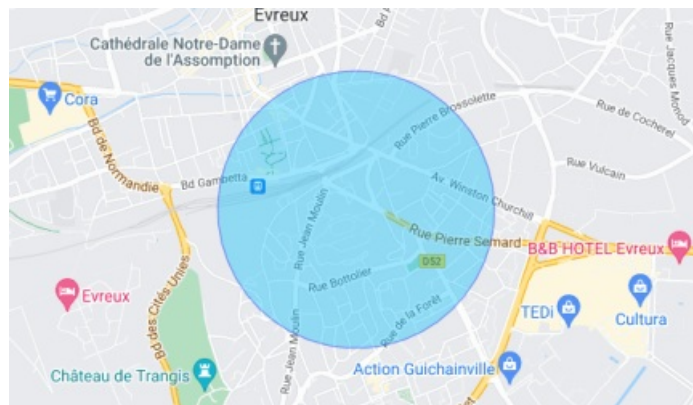 Evreux
Bd
Cathédrale Notre-Dame
de l'Assomption
Cora
Rue Jacques Monod
Rue de Cocherel
Rue Pierre Brossolette
Bd de Normandie
Rue Vulcain
Bd Gambetta
Av. Winston Churchill
Rue Jean Moulin
Rue Pierre Semard
B&B HOTEL Evreux
D52
Rue Bottolier
Evreux
Bd des Cités Unies
Rue de la Forêt
TEDi
Cultura
Rue Jean Moulin
Château de Trangis
Action Guichainville
et